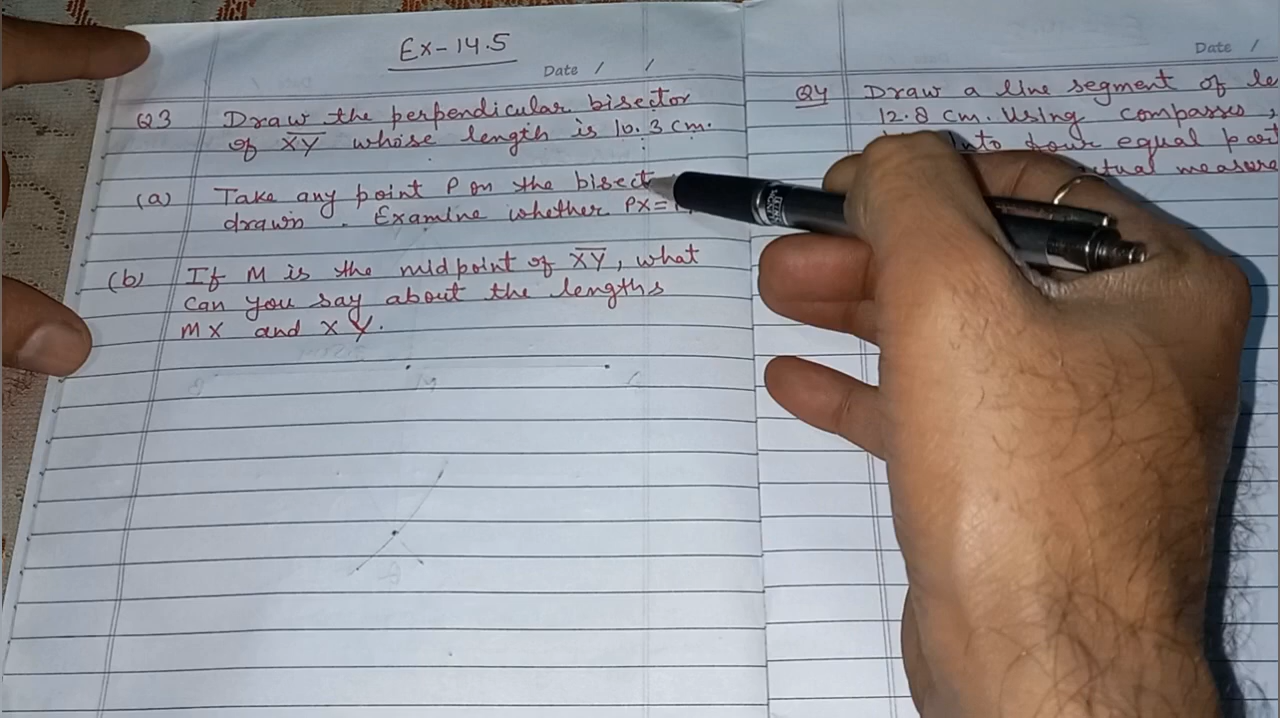 Ex-14.5
Date / /
Q3 Draw the perpendicular bisector
of XY whose length is 10.3 cm.
(a) Take any point P on the bisect
drawn. Examine whether PX=
(b) If M is the midpoint of XY, what
can you say about the lengths
MX and XY.
Date /
Q4 Draw a line segment of le
12.8 cm. Using compasses,
into four equal part
ctual measure